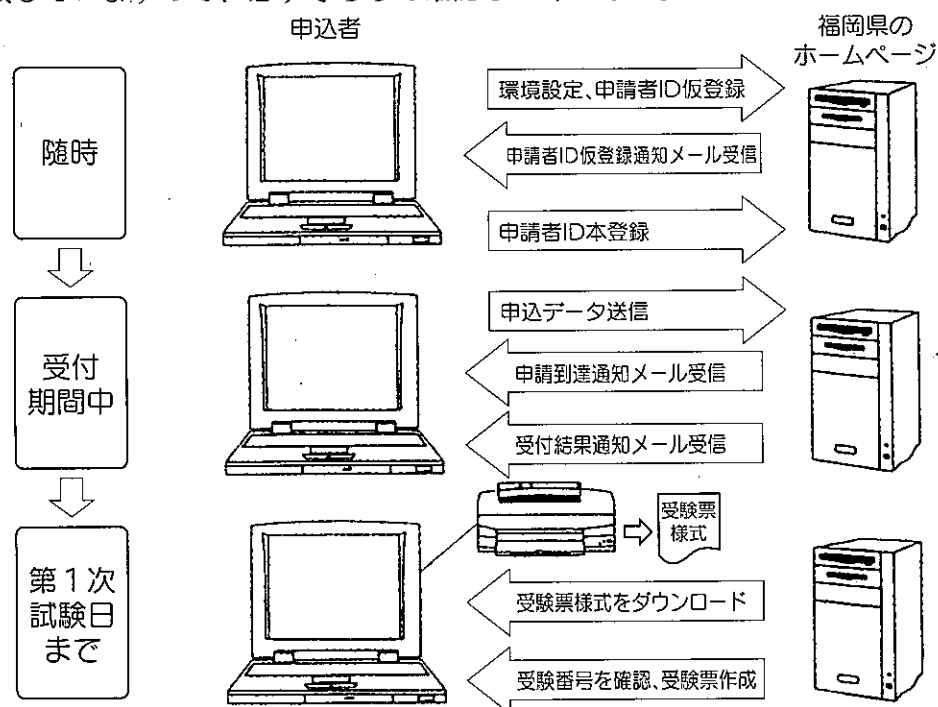 申込者
福岡県の
ホームページ
随時
環境設定、申請者ID仮登録
申請者ID仮登録通知メール受信
申請者ID本登録
受付
期間中
申込データ送信
申請到達通知メール受信
受付結果通知メール受信
受験票
様式
第1次
試験日
まで
受験票様式をダウンロード
受験番号を確認、受験票作成